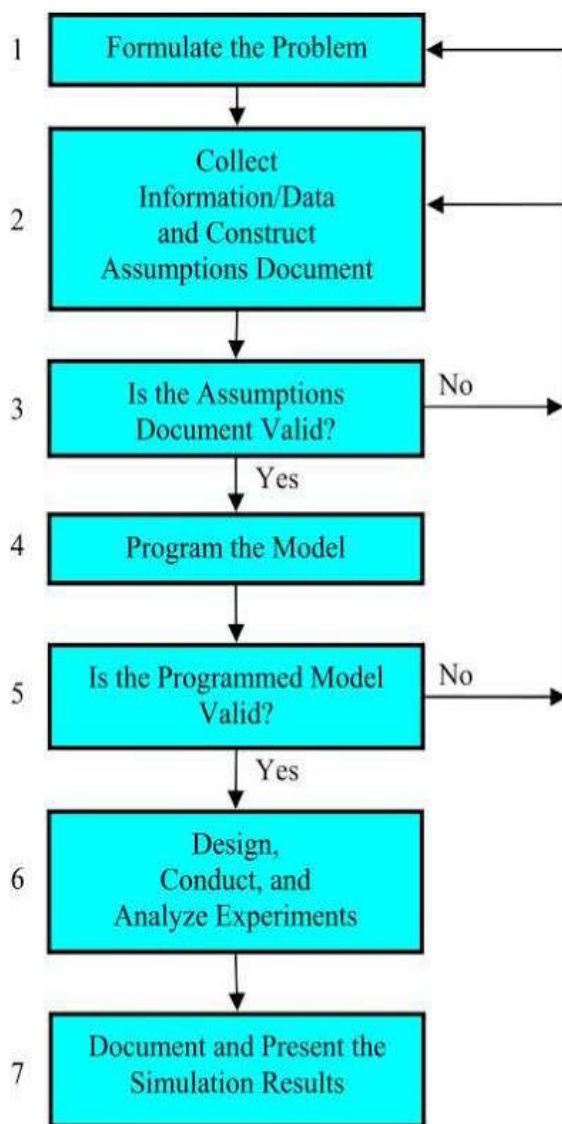 1
Formulate the Problem
2
Collect
Information/Data
and Construct
Assumptions Document
3
Is the Assumptions
Document Valid?
No
Yes
4
Program the Model
5
Is the Programmed Model
Valid?
No
Yes
6
Design,
Conduct, and
Analyze Experiments
7
Document and Present the
Simulation Results